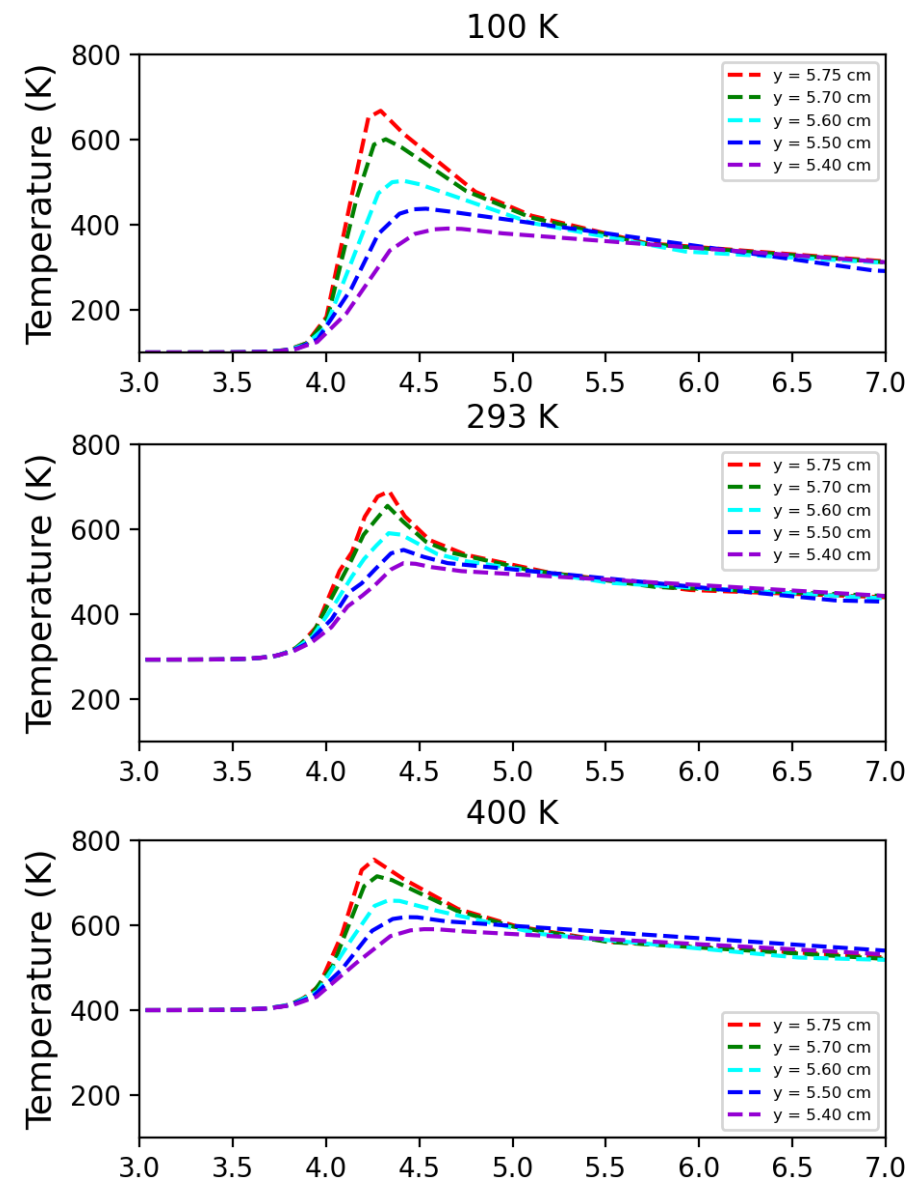 100 K
Temperature (K)
800
600
400
200
y = 5.75 cm
y = 5.70 cm
y = 5.60 cm
y = 5.50 cm
y = 5.40 cm
3.0 3.5 4.0 4.5 5.0 5.5 6.0 6.5 7.0
293 K
Temperature (K)
800
600
400
200
y = 5.75 cm
y = 5.70 cm
y = 5.60 cm
y = 5.50 cm
y = 5.40 cm
3.0 3.5 4.0 4.5 5.0 5.5 6.0 6.5 7.0
400 K
Temperature (K)
800
600
400
200
y = 5.75 cm
y = 5.70 cm
y = 5.60 cm
y = 5.50 cm
y = 5.40 cm
3.0 3.5 4.0 4.5 5.0 5.5 6.0 6.5 7.0